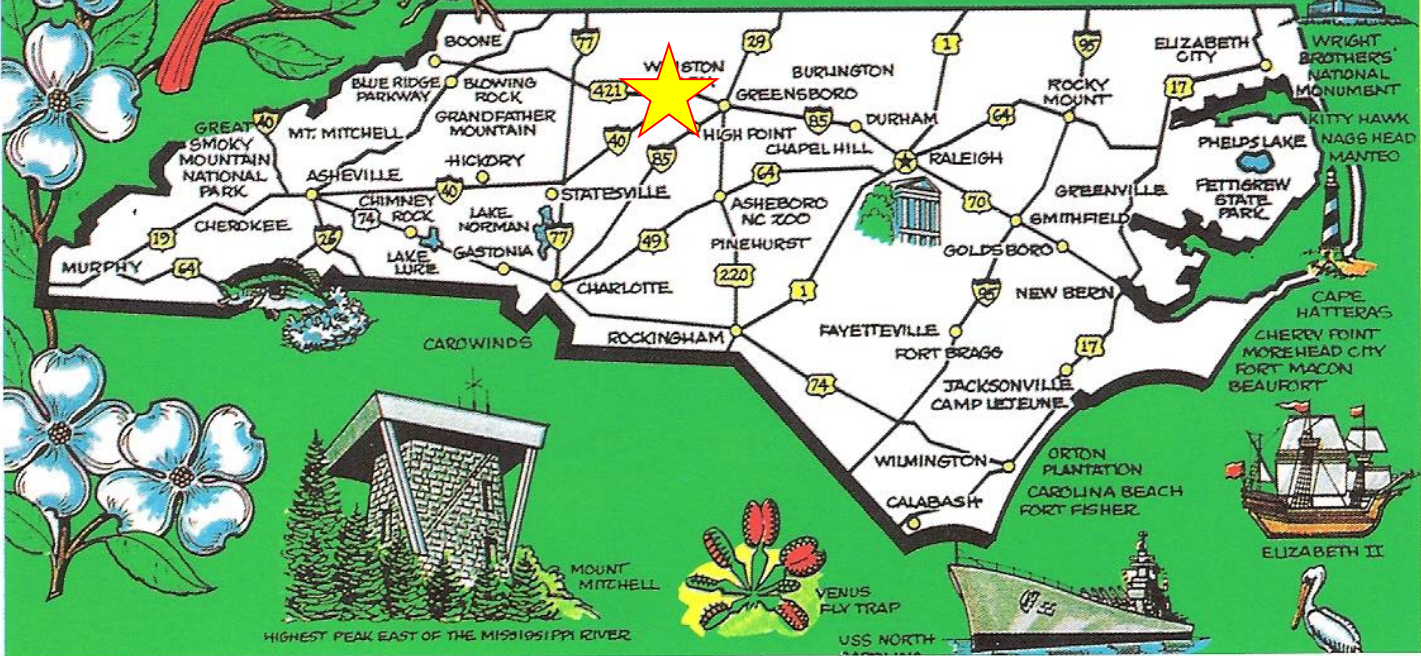 BOONE
77
29
1
95
ELIZABETH
CITY
WRIGHT
BROTHERS'
NATIONAL
MONUMENT
BLUE RIDGE
PARKWAY
BLOWING
ROCK
421
BURLINGTON
GREENSBORO
ROCKY
MOUNT
17
KITTY HAWK
NAGS HEAD
MANTEO
GREAT
SMOKY
MOUNTAIN
NATIONAL
PARK
40
MT. MITCHELL
GRANDFATHER
MOUNTAIN
40
85
HIGH POINT
85
DURHAM
CHAPEL HILL
64
RALEIGH
PHELPS LAKE
PETTIGREW
STATE
PARK
HICKORY
ASHEVILLE
40
STATESVILLE
64
ASHEBORO
NC ZOO
GREENVILLE
CHIMNEY
ROCK
74
LAKE
NORMAN
CHEROKEE
19
26
LAKE
LURE
GASTONIA
77
49
PINEHURST
70
SMITHFIELD
GOLDSBORO
MURPHY
64
CHARLOTTE
220
1
95
NEW BERN
CAPE
HATTERAS
CHERRY POINT
MOREHEAD CITY
FORT MACON
BEAUFORT
CAROWINDS
ROCKINGHAM
FAYETTEVILLE
FORT BRAGG
17
74
JACKSONVILLE
CAMP LEJEUNE
WILMINGTON
ORTON
PLANTATION
CAROLINA BEACH
FORT FISHER
CALABASH
ELIZABETH II
MOUNT
MITCHELL
HIGHEST PEAK EAST OF THE MISSISSIPPI RIVER
VENUS
FLY TRAP
55
USS NORTH